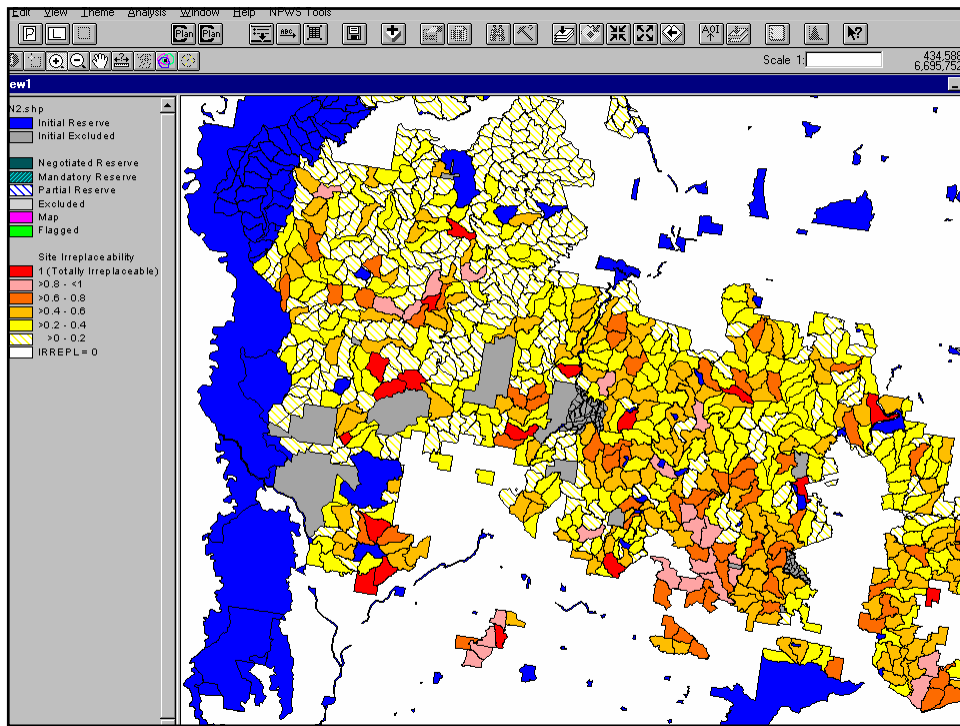 Edit View Theme Analysis Window Help NPWS Tools
P L Plan Plan ABC AOI ?
Scale 1: 434,588
6,695,752
ew1
N2.shp
Initial Reserve
Initial Excluded
Negotiated Reserve
Mandatory Reserve
Partial Reserve
Excluded
Map
Flagged
Site Irreplaceability
1 (Totally Irreplaceable)
>0.8 - <1
>0.6 - 0.8
>0.4 - 0.6
>0.2 - 0.4
>0 - 0.2
IRREPL = 0